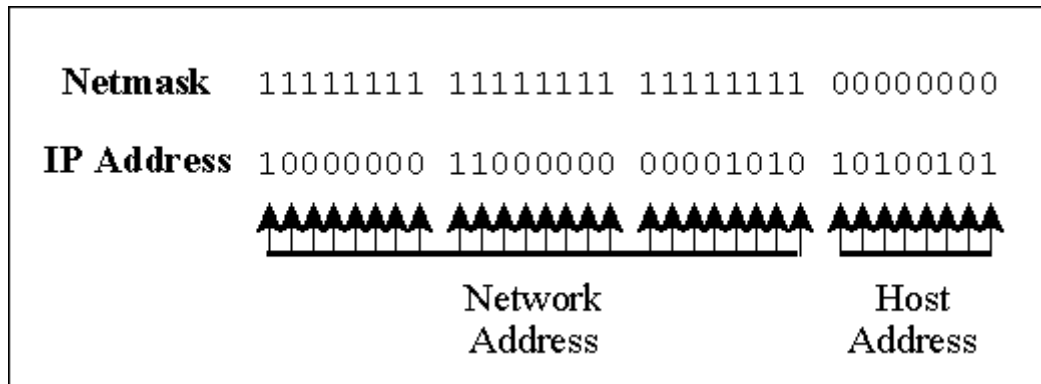 Netmask 11111111 11111111 11111111 00000000
IP Address 10000000 11000000 00001010 10100101
Network Host
Address Address